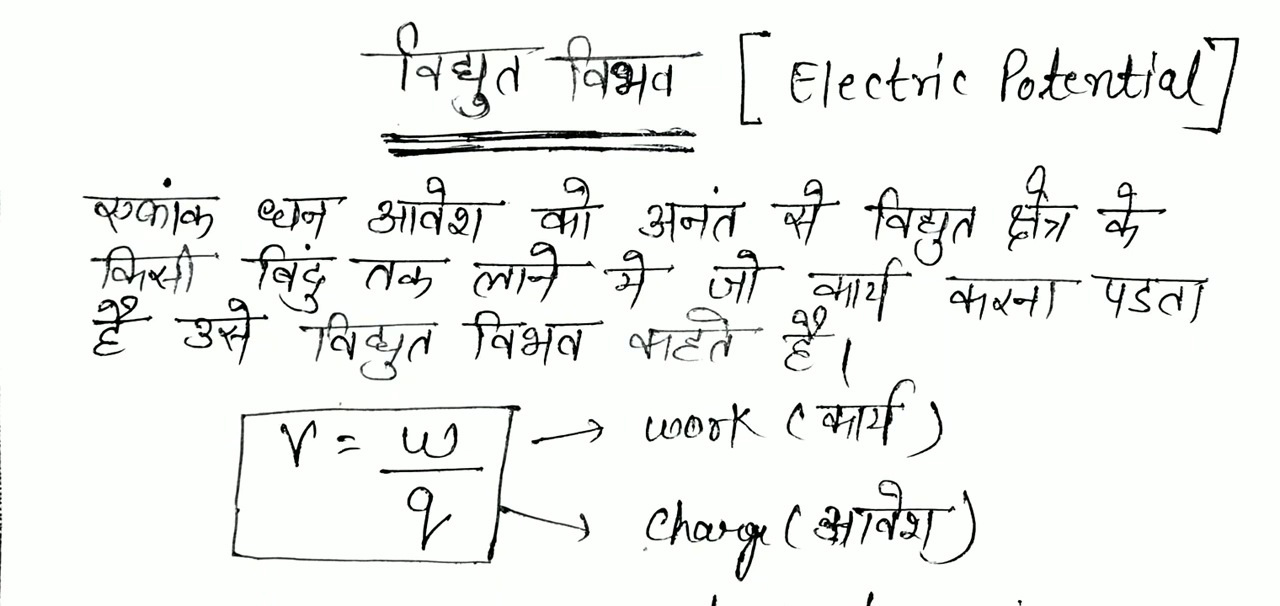 विद्युत विभव [Electric Potential]
एकांक धन आवेश को अनंत से विद्युत क्षेत्र के
किसी बिंदु तक लाने मे जो कार्य करना पडता
है उसे विद्युत विभव कहते है।
V = w/q → work (कार्य)
→ charge (आवेश)